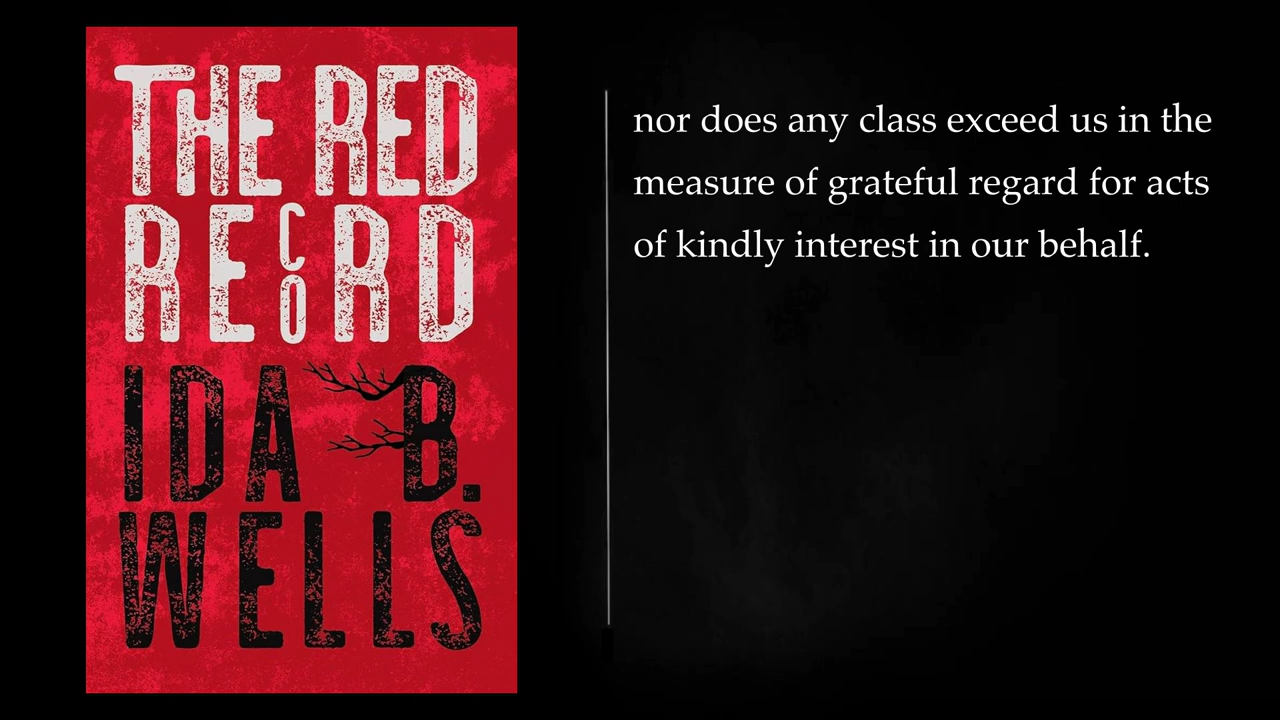 THE RED
RECORD
IDA B.
WELLS
nor does any class exceed us in the
measure of grateful regard for acts
of kindly interest in our behalf.